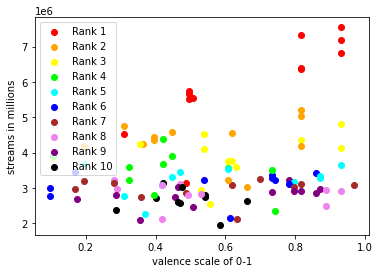 1e6
7
6
5
4
3
2
streams in millions
Rank 1
Rank 2
Rank 3
Rank 4
Rank 5
Rank 6
Rank 7
Rank 8
Rank 9
Rank 10
0.2
0.4
0.6
0.8
1.0
valence scale of 0-1